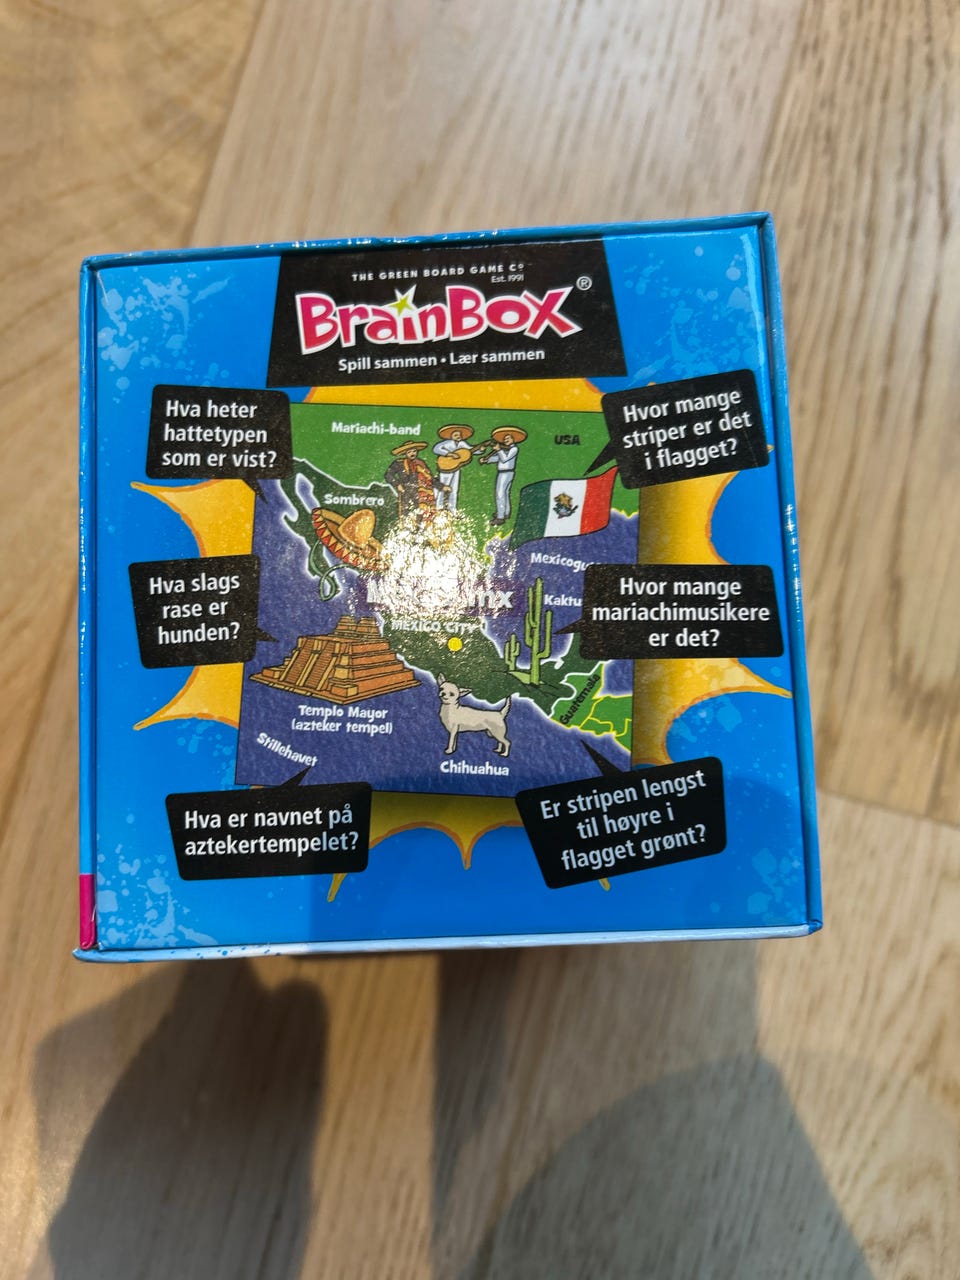 THE GREEN BOARD GAME Cº
Est. 1991
BrainBox®
Spill sammen • Lær sammen
Hva heter
hattetypen
som er vist?
Hvor mange
striper er det
i flagget?
Mariachi-band
USA
Sombrero
Hva slags
rase er
hunden?
Hvor mange
mariachimusikere
er det?
Kaktu
MEXICO CITY
Guatemala
Templo Mayor
(azteker tempel)
Stillehavet
Chihuahua
Hva er navnet på
aztekertempelet?
Er stripen lengst
til høyre i
flagget grønt?